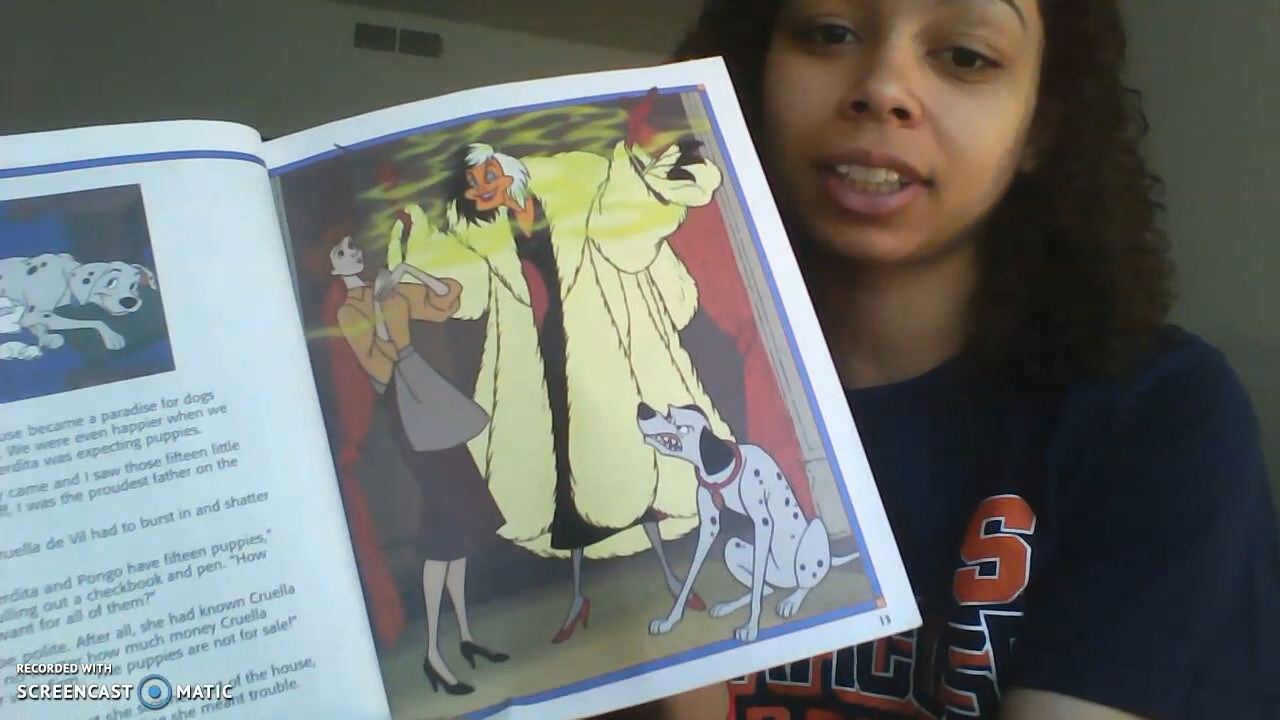 use became a paradise for dogs
We were even happier when we
erdita was expecting puppies.
came and I saw those fifteen little
I was the proudest father on the
ruella de Vil had to burst in and shatter
erdita and Pongo have fifteen puppies,"
ulling out a checkbook and pen. "How
want for all of them?"
be polite. After all, she had known Cruella
how much money Cruella
puppies are not for sale!"
of the house,
she meant trouble.
13
S
RECORDED WITH
SCREENCAST MATIC